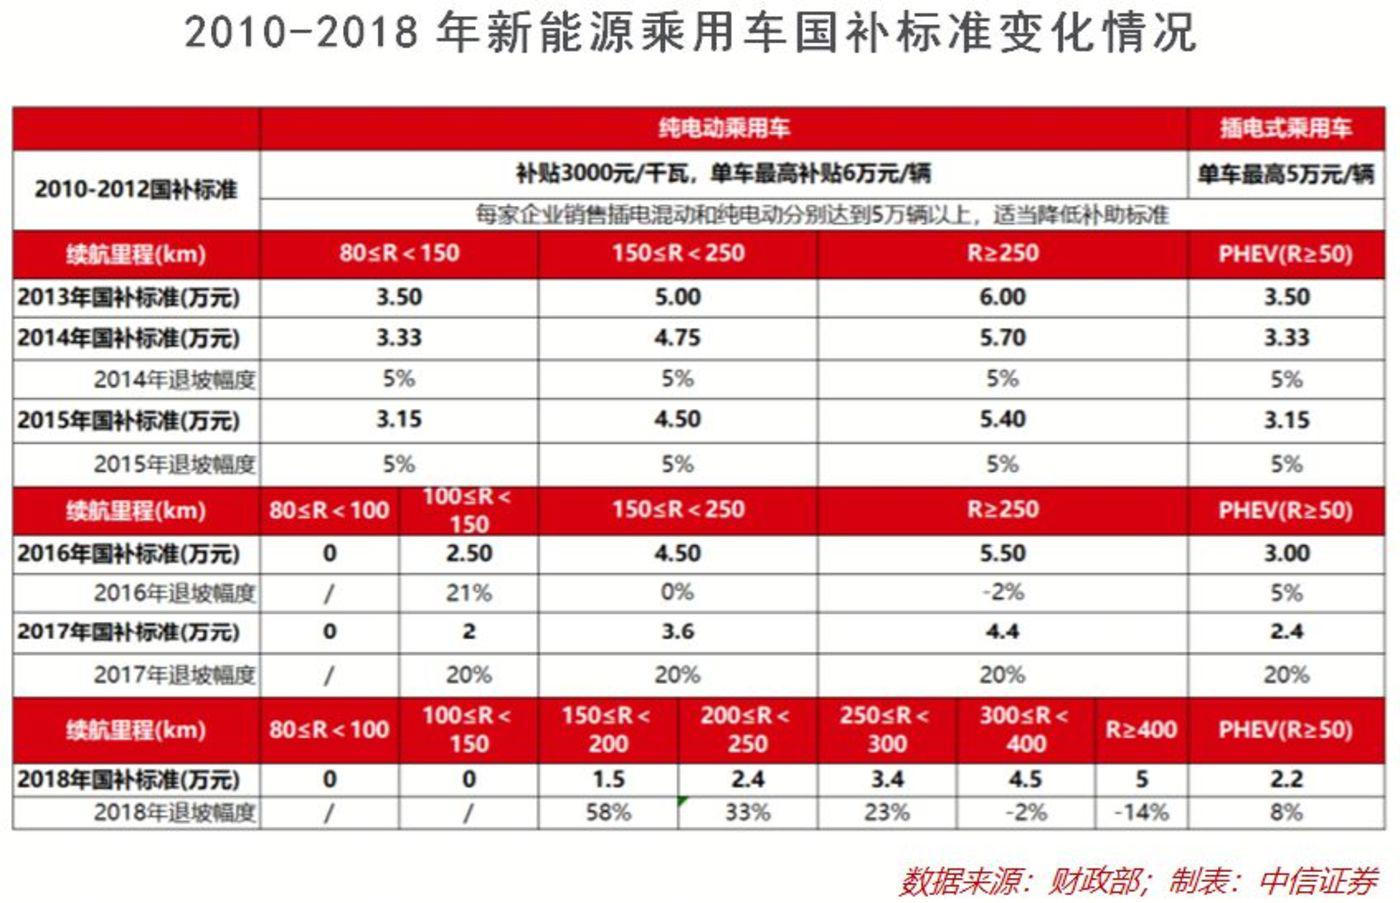 2010-2018年新能源乘用车国补标准变化情况
纯电动乘用车 插电式乘用车
2010-2012国补标准 补贴3000元/千瓦，单车最高补贴6万元/辆 单车最高5万元/辆
每家企业销售插电混动和纯电动分别达到5万辆以上，适当降低补助标准
续航里程(km) 80≤R＜150 150≤R＜250 R≥250 PHEV(R≥50)
2013年国补标准(万元) 3.50 5.00 6.00 3.50
2014年国补标准(万元) 3.33 4.75 5.70 3.33
2014年退坡幅度 5% 5% 5% 5%
2015年国补标准(万元) 3.15 4.50 5.40 3.15
2015年退坡幅度 5% 5% 5% 5%
续航里程(km) 80≤R＜100 100≤R＜150 150≤R＜250 R≥250 PHEV(R≥50)
2016年国补标准(万元) 0 2.50 4.50 5.50 3.00
2016年退坡幅度 / 21% 0% -2% 5%
2017年国补标准(万元) 0 2 3.6 4.4 2.4
2017年退坡幅度 / 20% 20% 20% 20%
续航里程(km) 80≤R＜100 100≤R＜150 150≤R＜200 200≤R＜250 250≤R＜300 300≤R＜400 R≥400 PHEV(R≥50)
2018年国补标准(万元) 0 0 1.5 2.4 3.4 4.5 5 2.2
2018年退坡幅度 / / 58% 33% 23% -2% -14% 8%
数据来源：财政部；制表：中信证券